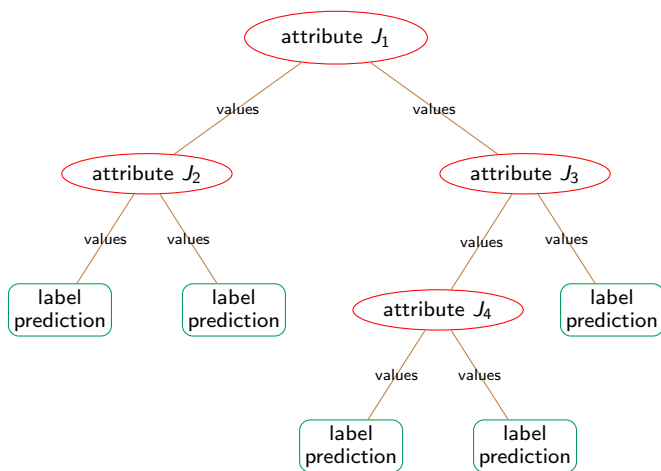 attribute J₁
values
values
attribute J₂
attribute J₃
values
values
values
values
label
prediction
label
prediction
attribute J₄
label
prediction
values
values
label
prediction
label
prediction